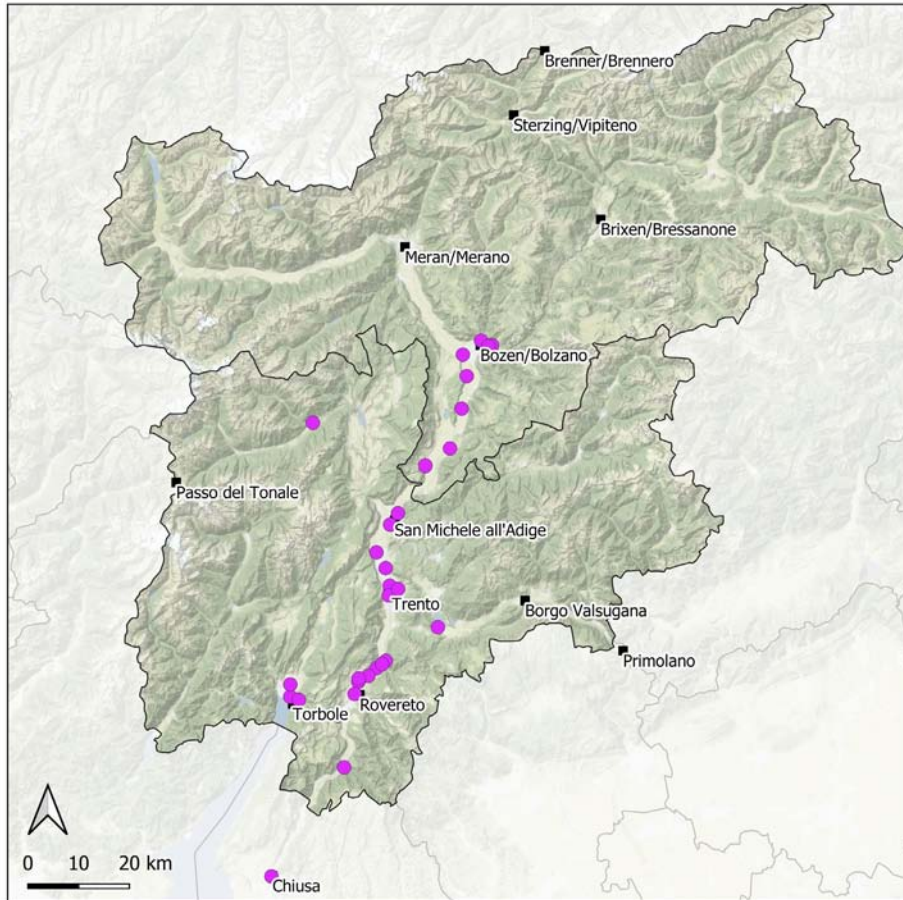 Brenner/Brennero
Sterzing/Vipiteno
Brixen/Bressanone
Meran/Merano
Bozen/Bolzano
Passo del Tonale
San Michele all'Adige
Trento
Borgo Valsugana
Primolano
Rovereto
Torbole
0 10 20 km
Chiusa